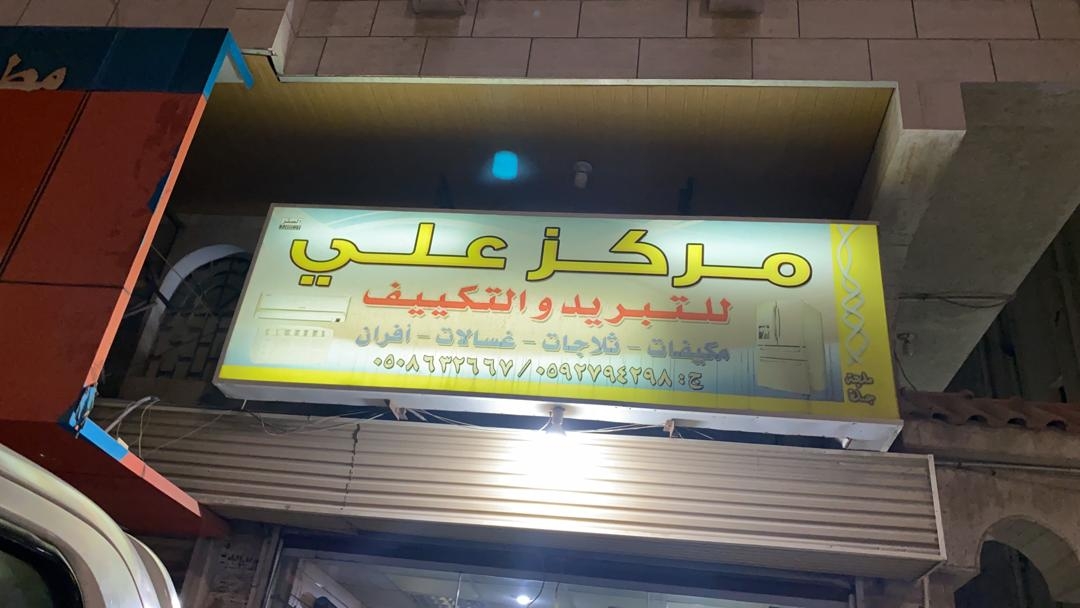 مركز علي
للتبريد والتكييف
مكيفات - ثلاجات - غسالات - أفران
ج: ٠٥٩٢٧٩٤٢٩٨ / ٠٥٠٨٦٣٢٦٦٧